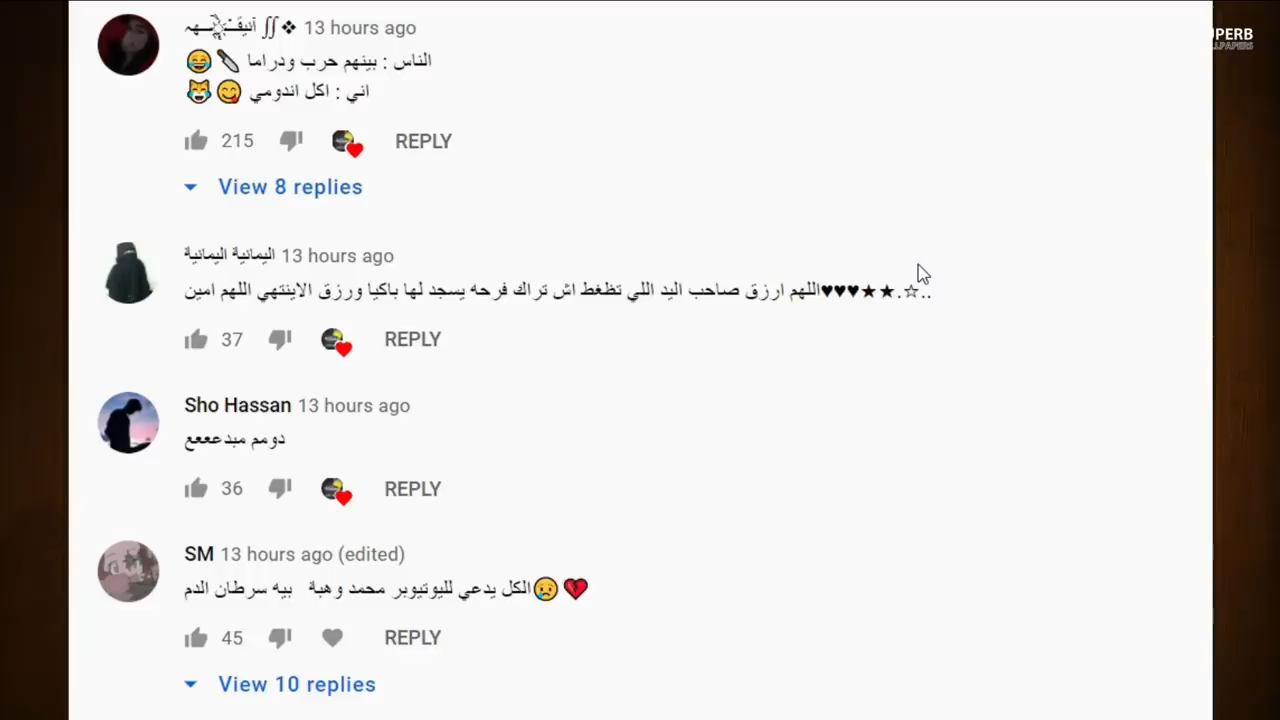 ❖ ∬ 13 hours ago
الناس : بينهم حرب ودراما 🔪😂
اني : اكل اندومي 😋😹
215 REPLY
View 8 replies
اليمانية اليمانية 13 hours ago
..☆.★★♥♥♥اللهم ارزق صاحب اليد اللي تظغط اش تراك فرحه يسجد لها باكيا ورزق الاينتهي اللهم امين
37 REPLY
Sho Hassan 13 hours ago
دومم مبدعععع
36 REPLY
SM 13 hours ago (edited)
💔😥الكل يدعي لليوتيوبر محمد وهبة بيه سرطان الدم
45 REPLY
View 10 replies